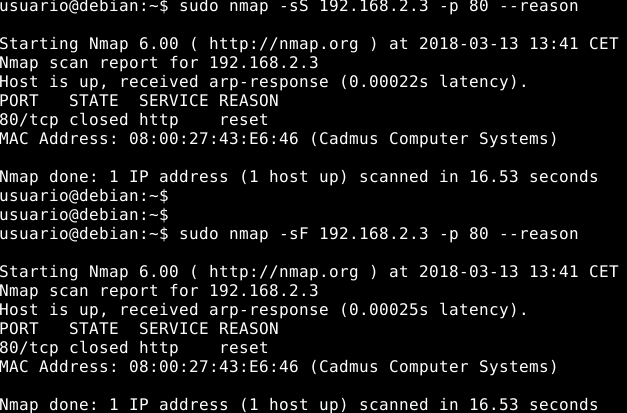 usuario@debian:~$ sudo nmap -sS 192.168.2.3 -p 80 --reason
Starting Nmap 6.00 ( http://nmap.org ) at 2018-03-13 13:41 CET
Nmap scan report for 192.168.2.3
Host is up, received arp-response (0.00022s latency).
PORT   STATE  SERVICE REASON
80/tcp closed http    reset
MAC Address: 08:00:27:43:E6:46 (Cadmus Computer Systems)
Nmap done: 1 IP address (1 host up) scanned in 16.53 seconds
usuario@debian:~$
usuario@debian:~$
usuario@debian:~$ sudo nmap -sF 192.168.2.3 -p 80 --reason
Starting Nmap 6.00 ( http://nmap.org ) at 2018-03-13 13:41 CET
Nmap scan report for 192.168.2.3
Host is up, received arp-response (0.00025s latency).
PORT   STATE  SERVICE REASON
80/tcp closed http    reset
MAC Address: 08:00:27:43:E6:46 (Cadmus Computer Systems)
Nmap done: 1 IP address (1 host up) scanned in 16.53 seconds